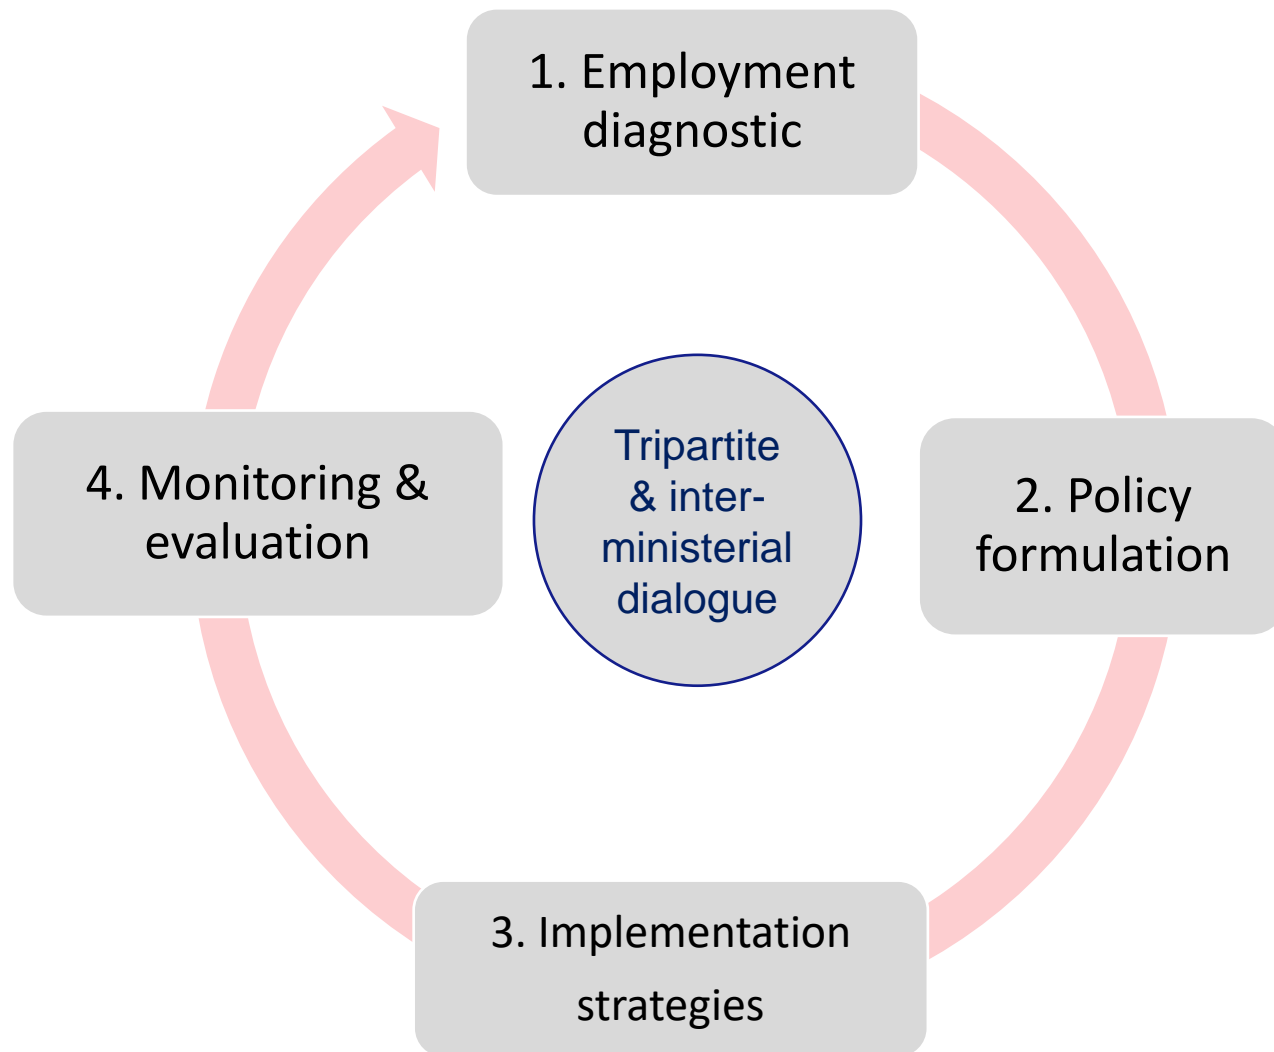 1. Employment
diagnostic
2. Policy
formulation
3. Implementation
strategies
4. Monitoring &
evaluation
Tripartite
& inter-
ministerial
dialogue